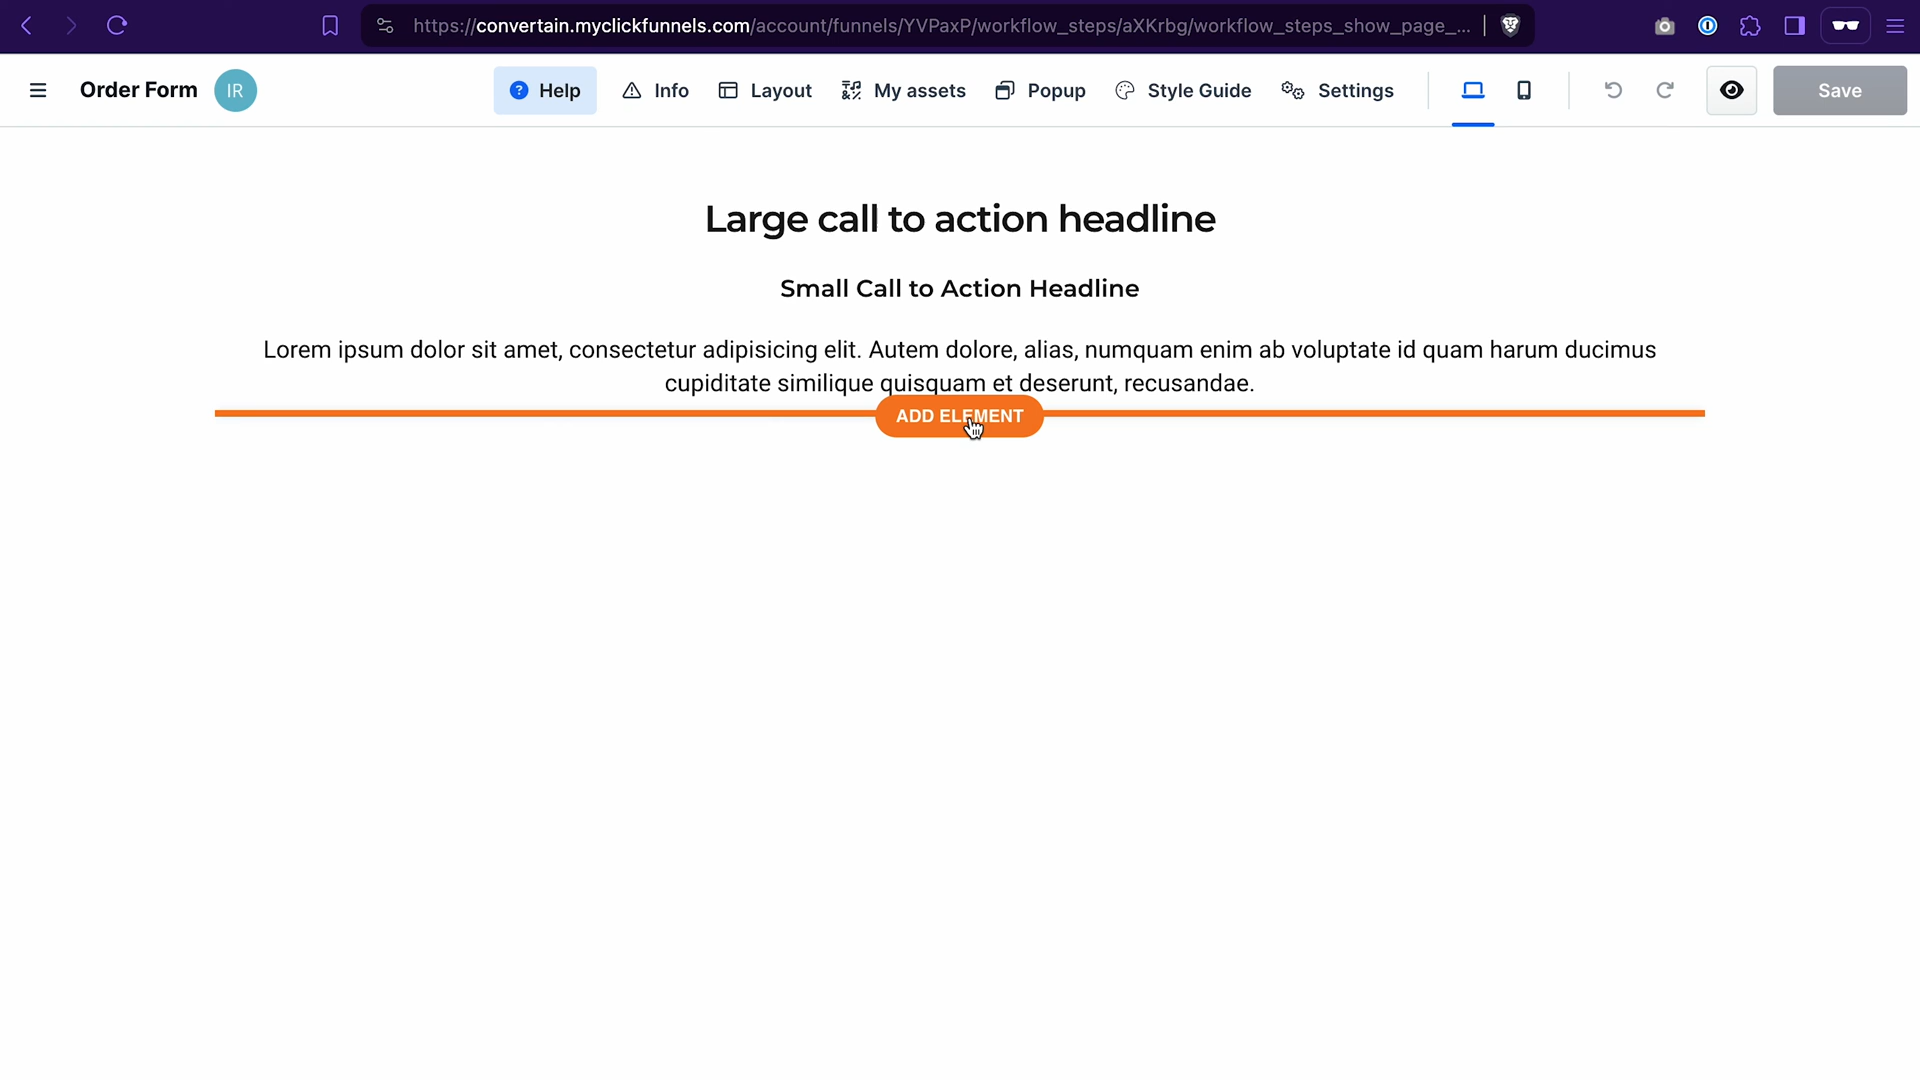 https://convertain.myclickfunnels.com/account/funnels/YVPaxP/workflow_steps/aXKrbg/workflow_steps_show_page_...
Order Form IR Help Info Layout My assets Popup Style Guide Settings Save
Large call to action headline
Small Call to Action Headline
Lorem ipsum dolor sit amet, consectetur adipisicing elit. Autem dolore, alias, numquam enim ab voluptate id quam harum ducimus
cupiditate similique quisquam et deserunt, recusandae.
ADD ELEMENT